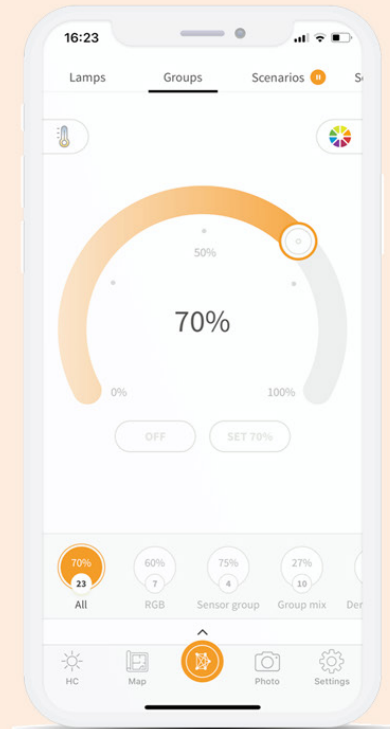 16:23
Lamps Groups Scenarios
50%
70%
0% 100%
OFF SET 70%
70% 60% 75% 27%
23 7 4 10
All RGB Sensor group Group mix
HC Map Photo Settings